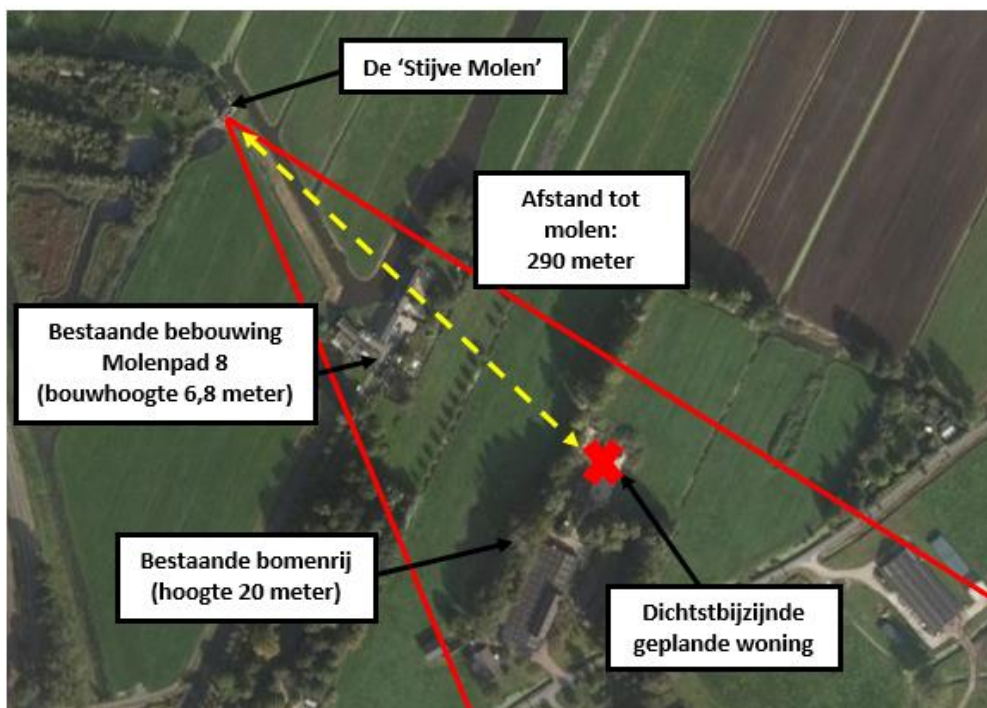 De ‘Stijve Molen’
Afstand tot
molen:
290 meter
Bestaande bebouwing
Molenpad 8
(bouwhoogte 6,8 meter)
Bestaande bomenrij
(hoogte 20 meter)
Dichtstbijzijnde
geplande woning